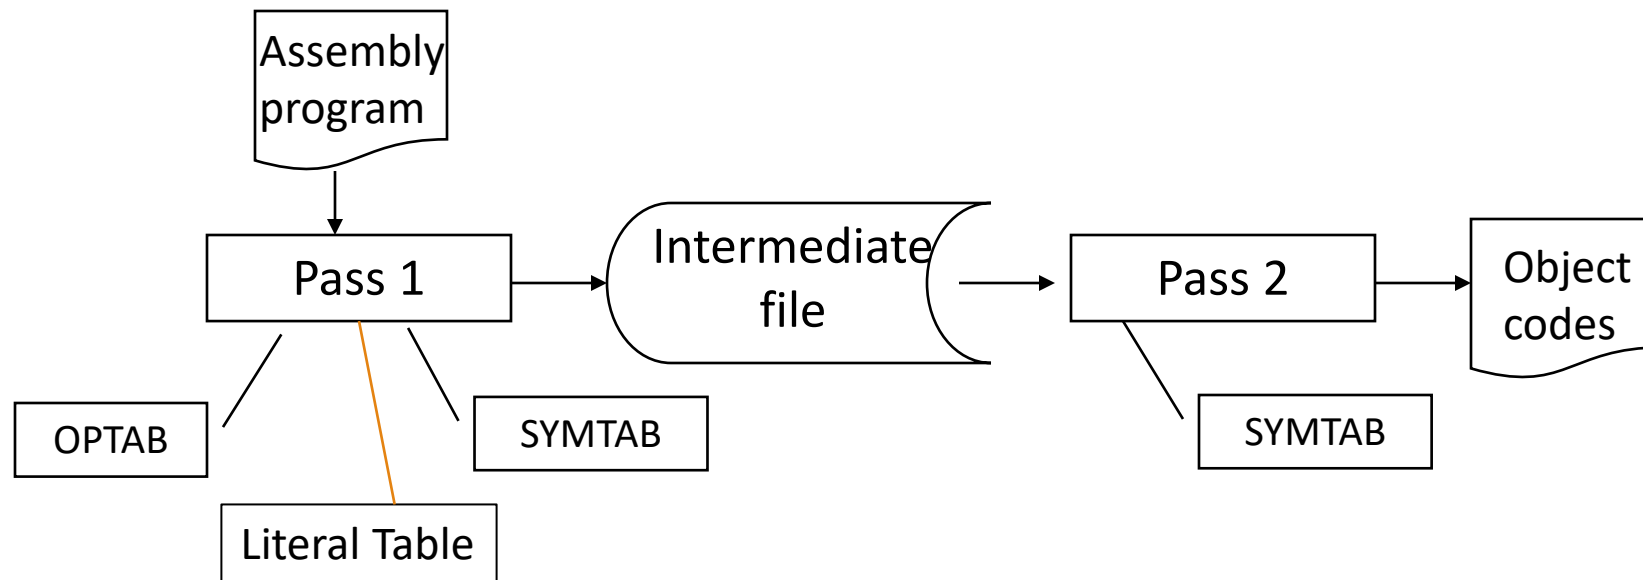 Assembly
program
Pass 1
Intermediate
file
Pass 2
Object
codes
OPTAB
SYMTAB
SYMTAB
Literal Table